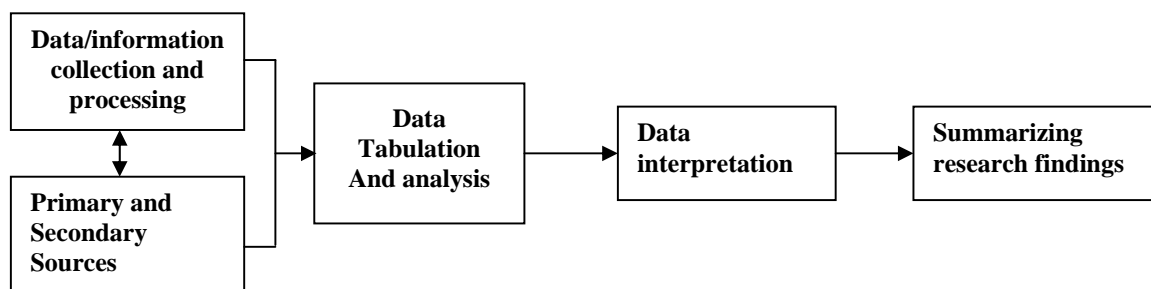 Data/information
collection and
processing
Primary and
Secondary
Sources
Data
Tabulation
And analysis
Data
interpretation
Summarizing
research findings